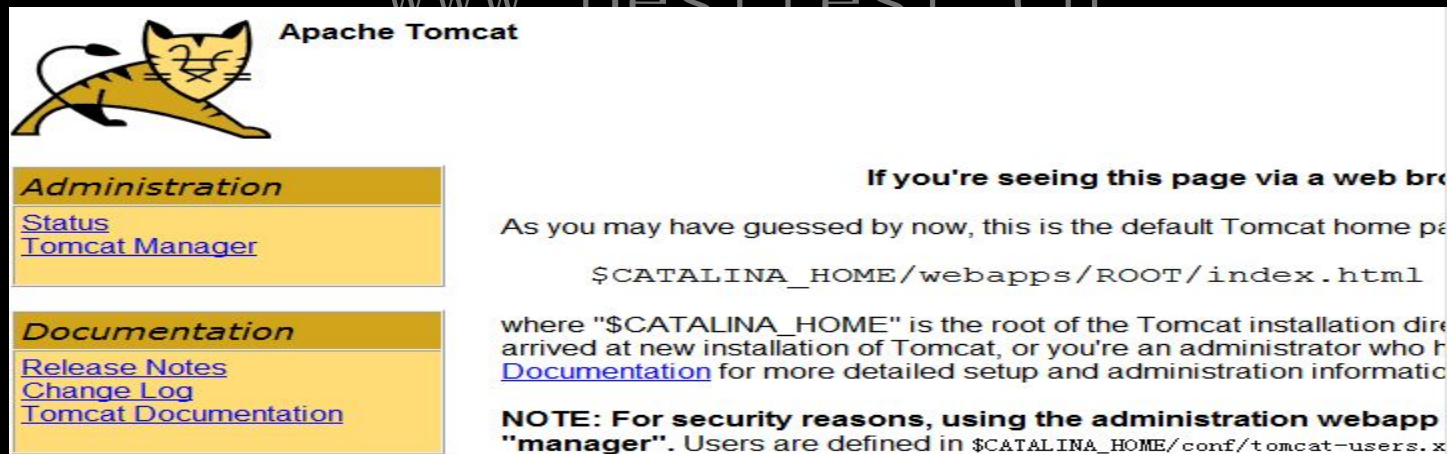 Apache Tomcat
Administration
Status
Tomcat Manager
Documentation
Release Notes
Change Log
Tomcat Documentation
If you're seeing this page via a web
As you may have guessed by now, this is the default Tomcat home
$CATALINA_HOME/webapps/ROOT/index.html
where "$CATALINA_HOME" is the root of the Tomcat installation
arrived at new installation of Tomcat, or you're an administrator who
Documentation for more detailed setup and administration
NOTE: For security reasons, using the administration webapp
"manager". Users are defined in $CATALINA_HOME/conf/tomcat-users.x